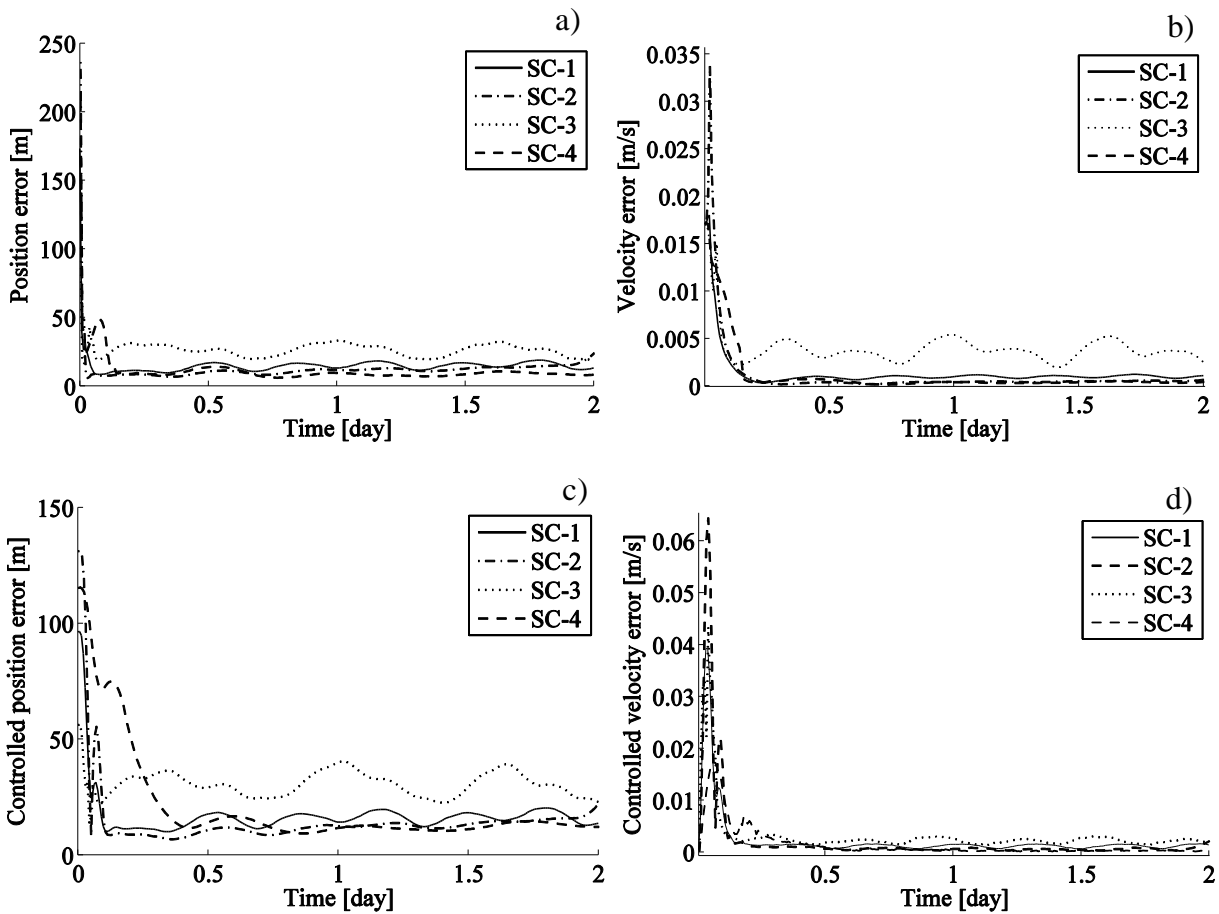 a)
250
200
150
100
50
0
Position error [m]
SC-1
SC-2
SC-3
SC-4
0
0.5
1
1.5
2
Time [day]
b)
0.035
0.03
0.025
0.02
0.015
0.01
0.005
0
Velocity error [m/s]
SC-1
SC-2
SC-3
SC-4
0.5
1
1.5
2
Time [day]
c)
150
100
50
0
Controlled position error [m]
SC-1
SC-2
SC-3
SC-4
0
0.5
1
1.5
2
Time [day]
d)
0.06
0.05
0.04
0.03
0.02
0.01
0
Controlled velocity error [m/s]
SC-1
SC-2
SC-3
SC-4
0.5
1
1.5
2
Time [day]